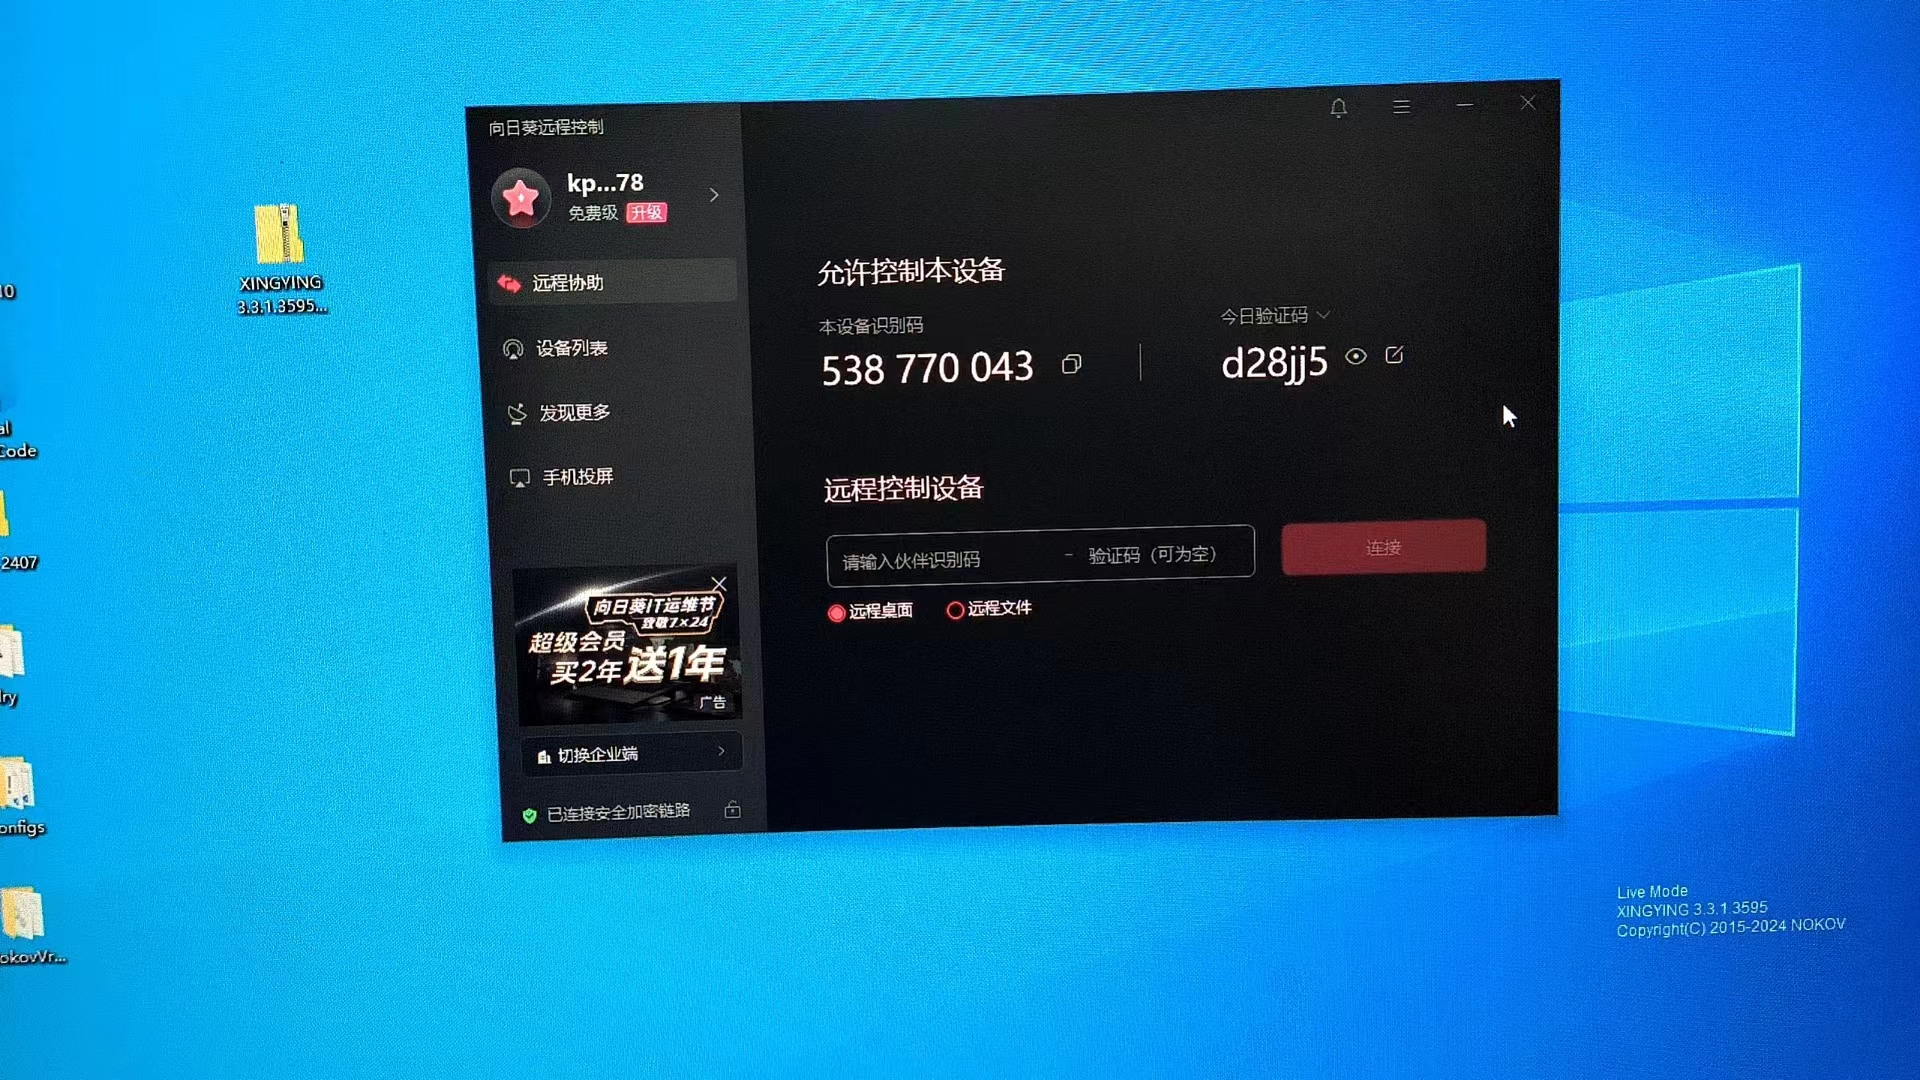 向日葵远程控制
kp...78
免费级 升级
远程协助
设备列表
发现更多
手机投屏
向日葵IT运维节
致敬7×24
超级会员
买2年送1年
广告
切换企业端
已连接安全加密链路
允许控制本设备
本设备识别码
538 770 043
今日验证码
d28jj5
远程控制设备
请输入伙伴识别码 - 验证码（可为空）
连接
远程桌面 远程文件
XINGYING
3.3.1.3595...
10
al
Code
2407
lry
onfigs
okovVr...
Live Mode
XINGYING 3.3.1.3595
Copyright(C) 2015-2024 NOKOV